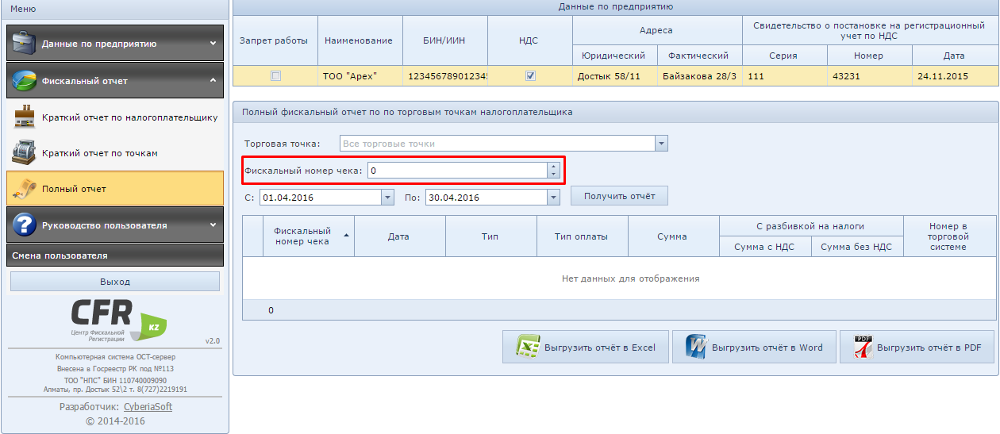 Меню
Данные по предприятию
Фискальный отчет
Краткий отчет по налогоплательщику
Краткий отчет по точкам
Полный отчет
Руководство пользователя
Смена пользователя
Выход
CFR KZ
Центр Фискальной
Регистрации
v2.0
Компьютерная система ОСТ-сервер
Внесена в Госреестр РК под №113
ТОО "НПС" БИН 110740009090
Алматы, пр. Достык 52\2 т. 8(727)2219191
Разработчик: CyberiaSoft
© 2014-2016
Данные по предприятию
Запрет работы Наименование БИН/ИИН НДС Адреса Свидетельство о постановке на регистрационный учет по НДС
Юридический Фактический Серия Номер Дата
ТОО "Арех" 12345678901234 Достык 58/11 Байзакова 28/3 111 43231 24.11.2015
Полный фискальный отчет по по торговым точкам налогоплательщика
Торговая точка: Все торговые точки
Фискальный номер чека: 0
С: 01.04.2016 По: 30.04.2016 Получить отчёт
Фискальный номер чека Дата Тип Тип оплаты Сумма С разбивкой на налоги Номер в торговой системе
Сумма с НДС Сумма без НДС
Нет данных для отображения
0
Выгрузить отчёт в Excel Выгрузить отчёт в Word Выгрузить отчёт в PDF